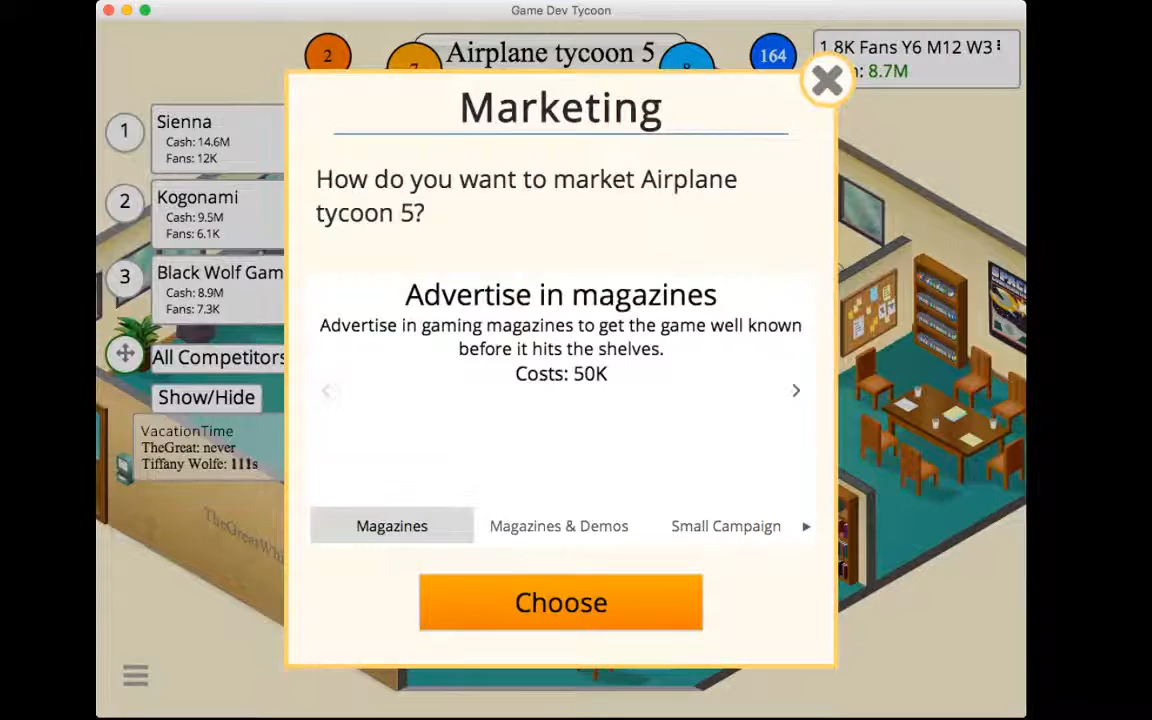 Game Dev Tycoon
2
7
Airplane tycoon 5
8
164
1.8K Fans Y6 M12 W3
8.7M
Marketing
How do you want to market Airplane
tycoon 5?
Advertise in magazines
Advertise in gaming magazines to get the game well known
before it hits the shelves.
Costs: 50K
Magazines
Magazines & Demos
Small Campaign
Choose
1
Sienna
Cash: 14.6M
Fans: 12K
2
Kogonami
Cash: 9.5M
Fans: 6.1K
3
Black Wolf Gam
Cash: 8.9M
Fans: 7.3K
All Competitors
Show/Hide
VacationTime
TheGreat: never
Tiffany Wolfe: 111s
TheGreatWhi
SPACE